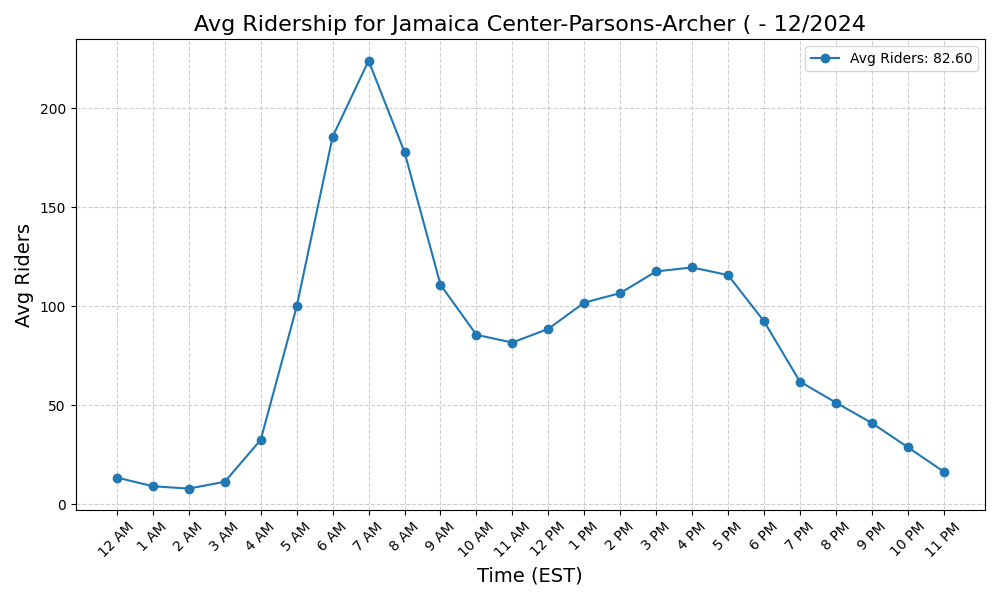 Avg Ridership for Jamaica Center-Parsons-Archer ( - 12/2024
Avg Riders: 82.60
Avg Riders
200
150
100
50
0
12 AM
1 AM
2 AM
3 AM
4 AM
5 AM
6 AM
7 AM
8 AM
9 AM
10 AM
11 AM
12 PM
1 PM
2 PM
3 PM
4 PM
5 PM
6 PM
7 PM
8 PM
9 PM
10 PM
11 PM
Time (EST)